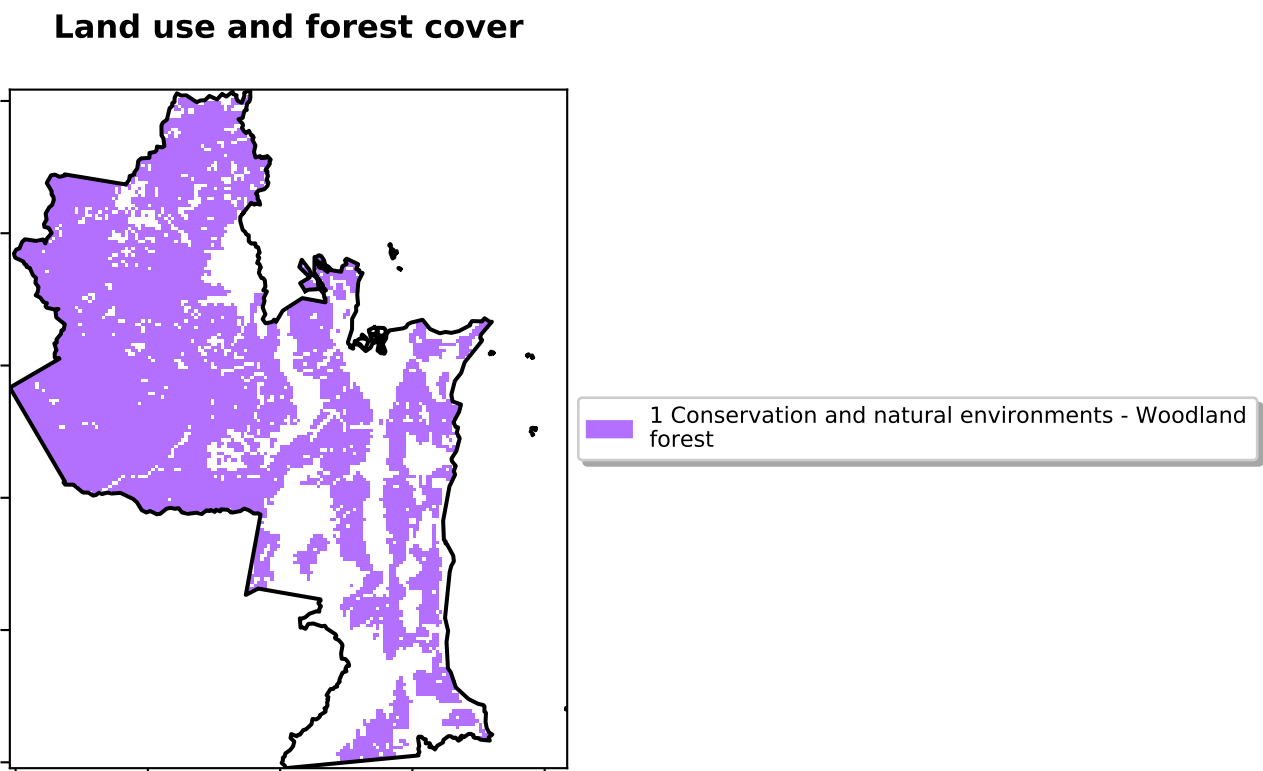 Land use and forest cover
1 Conservation and natural environments - Woodland
forest